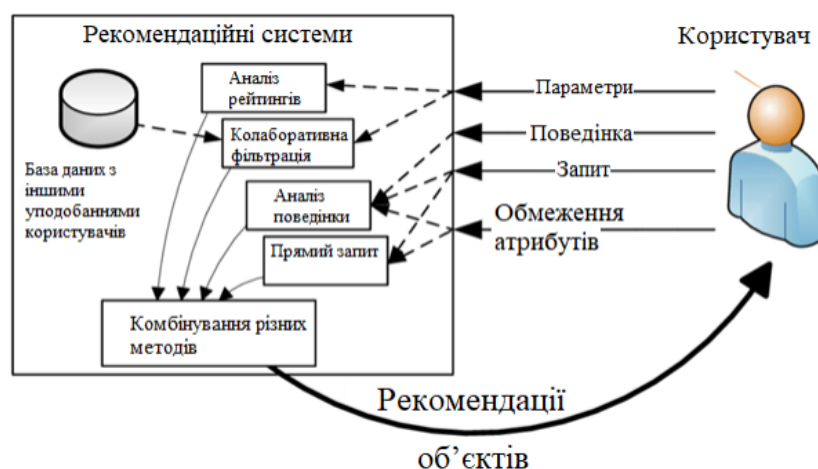 Рекомендаційні системи
Користувач
Аналіз
рейтингів
Параметри
Колаборативна
фільтрація
Поведінка
База даних з
іншими
уподобаннями
користувачів
Запит
Аналіз
поведінки
Обмеження
атрибутів
Прямий запит
Комбінування різних
методів
Рекомендації
об’єктів